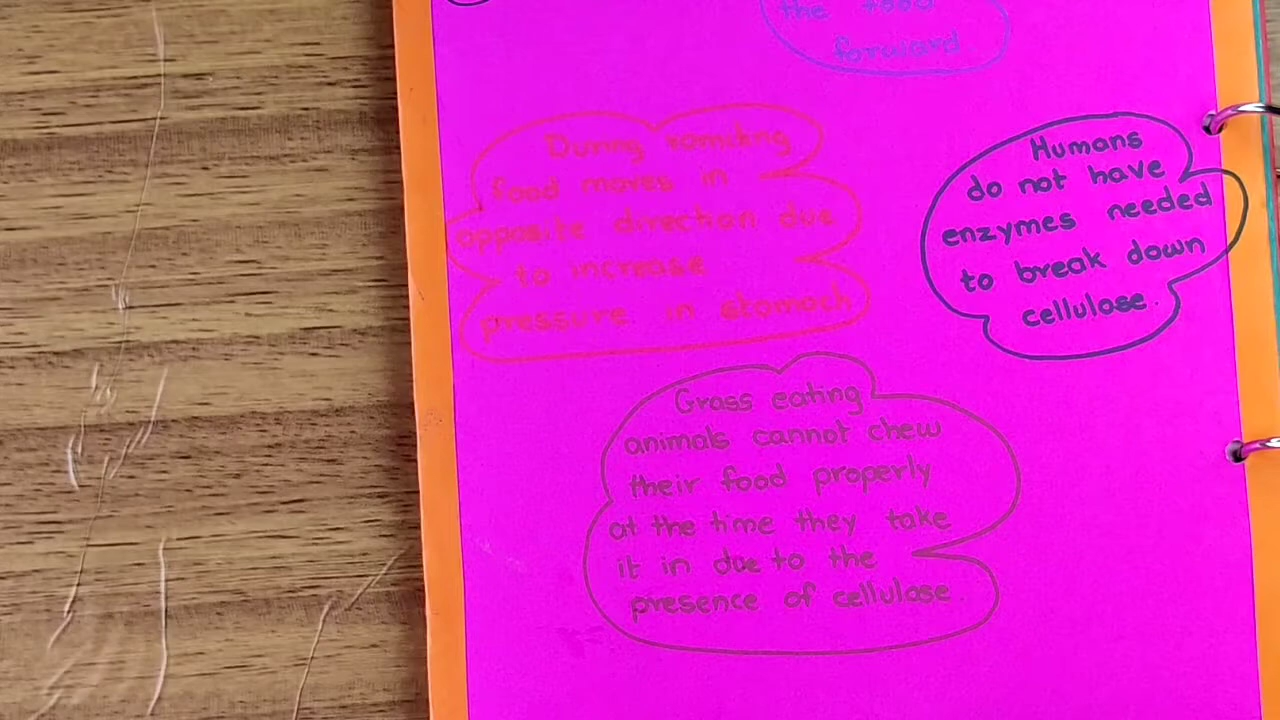 the food
forward
During vomiting
food moves in
opposite direction due
to increase
pressure in stomach
Humans
do not have
enzymes needed
to break down
cellulose.
Grass eating
animals cannot chew
their food properly
at the time they take
it in due to the
presence of cellulose.